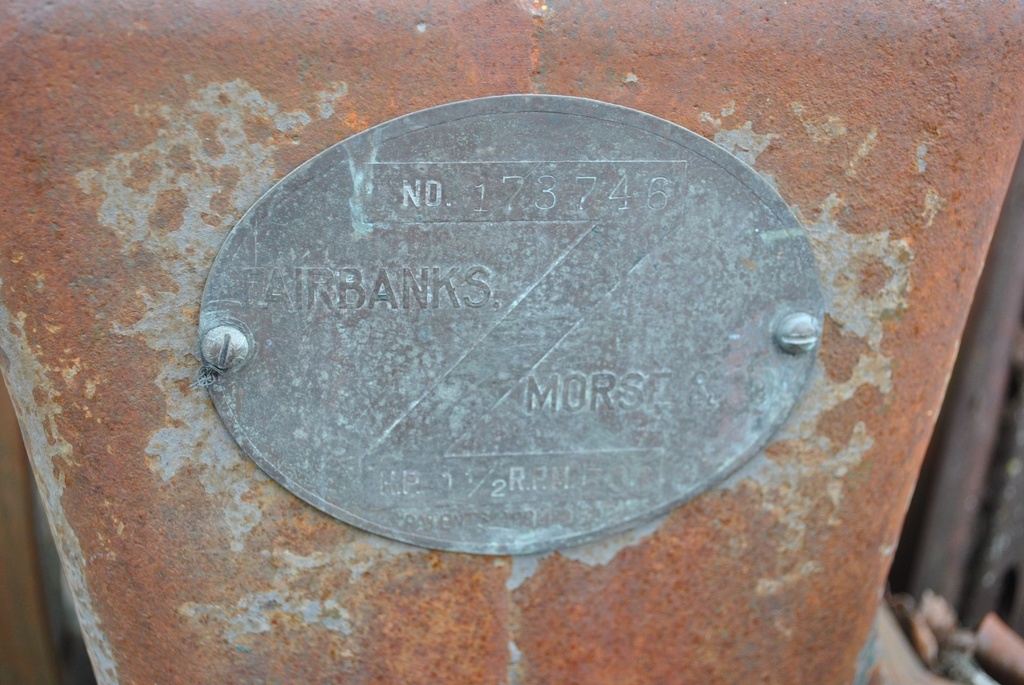 NO. 173746
FAIRBANKS,
MORSE &
H.P. 1 1/2 R.P.M.